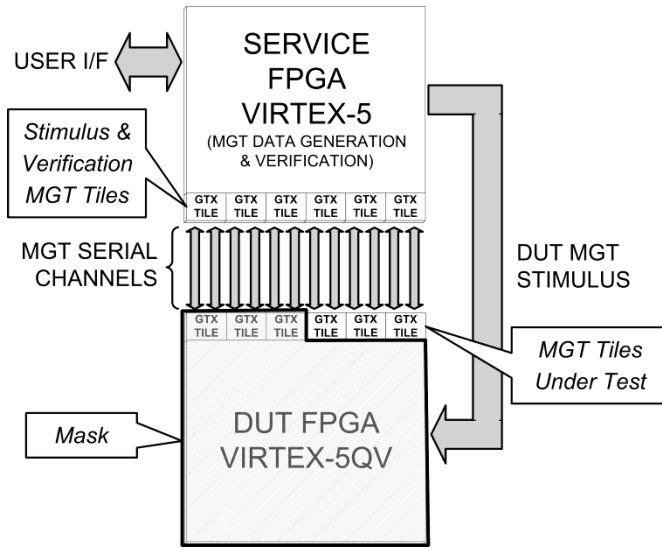 SERVICE
FPGA
VIRTEX-5
(MGT DATA GENERATION
& VERIFICATION)
USER I/F
Stimulus &
Verification
MGT Tiles
GTX GTX GTX GTX GTX GTX
TILE TILE TILE TILE TILE TILE
MGT SERIAL
CHANNELS
DUT MGT
STIMULUS
GTX GTX GTX GTX GTX GTX
TILE TILE TILE TILE TILE TILE
MGT Tiles
Under Test
Mask
DUT FPGA
VIRTEX-5QV